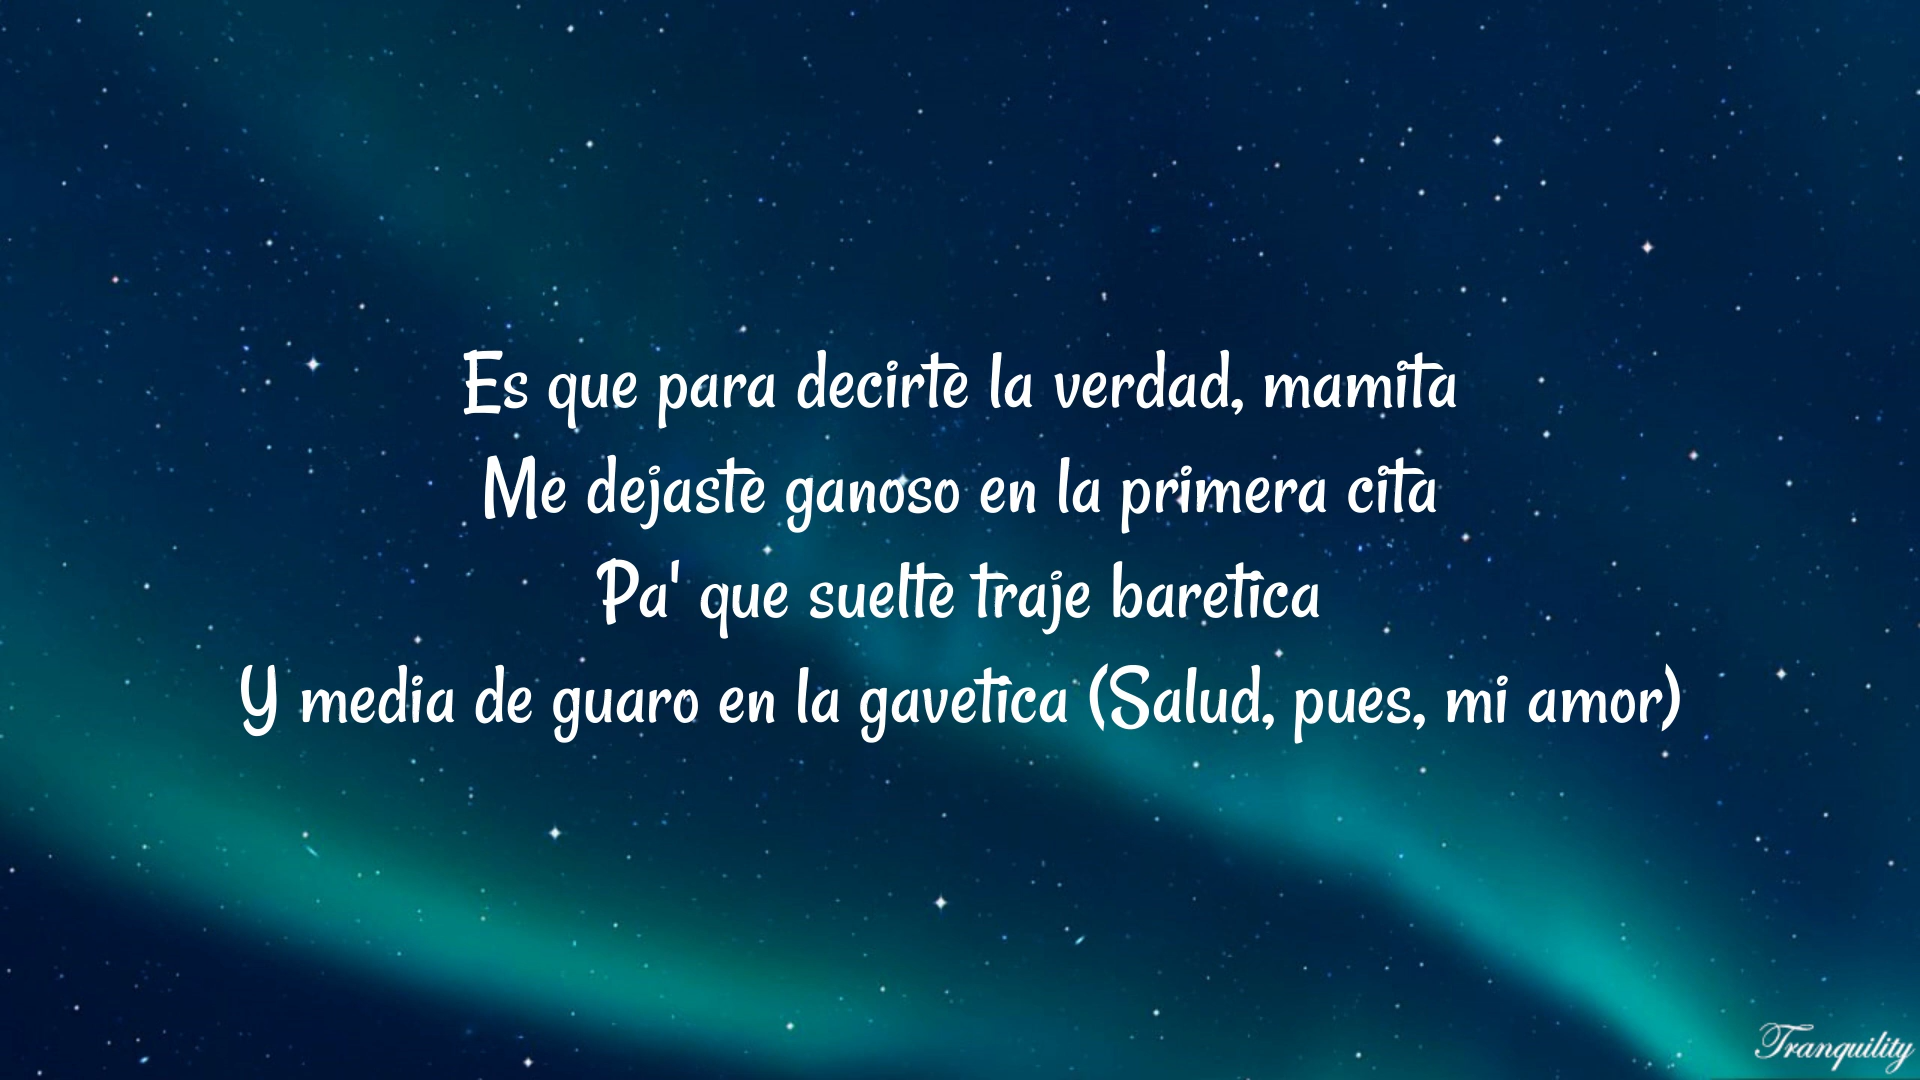 Es que para decirte la verdad, mamita
Me dejaste ganoso en la primera cita
Pa' que suelte traje baretica
Y media de guaro en la gavetica (Salud, pues, mi amor)
Tranquility